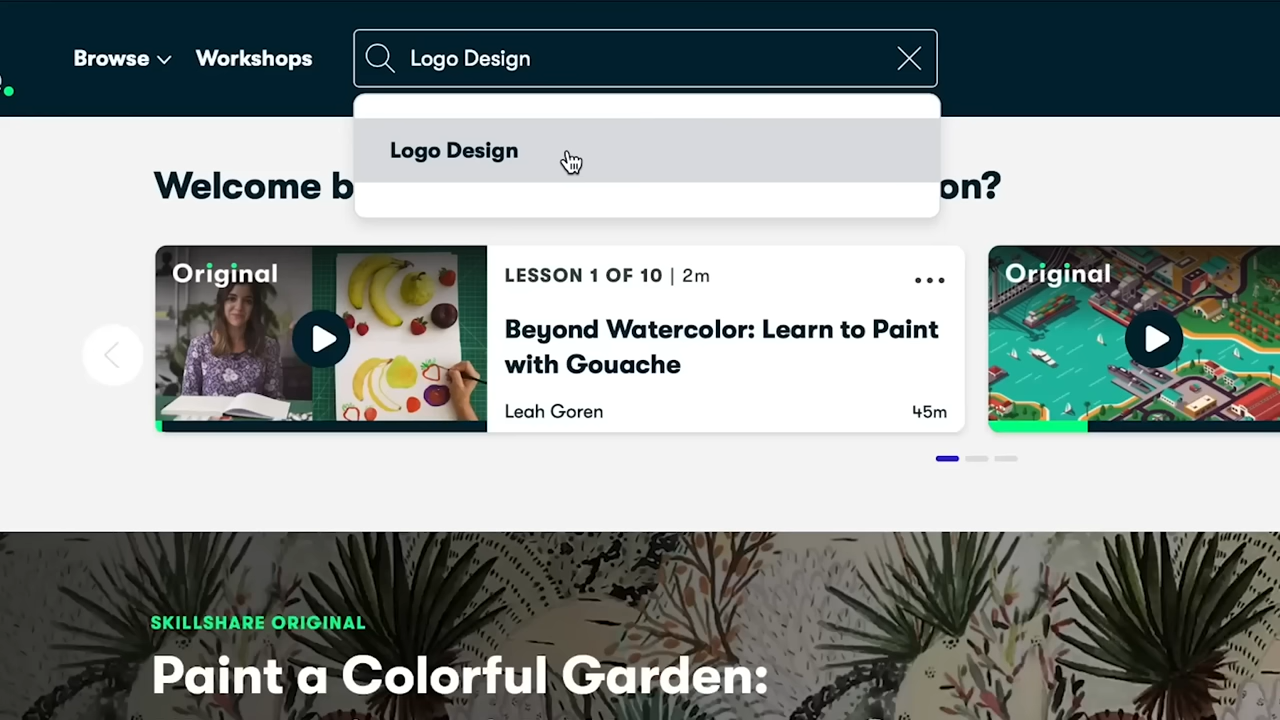 Browse Workshops Logo Design
Logo Design
Welcome b on?
Original
LESSON 1 OF 10 | 2m
Beyond Watercolor: Learn to Paint
with Gouache
Leah Goren 45m
Original
SKILLSHARE ORIGINAL
Paint a Colorful Garden: